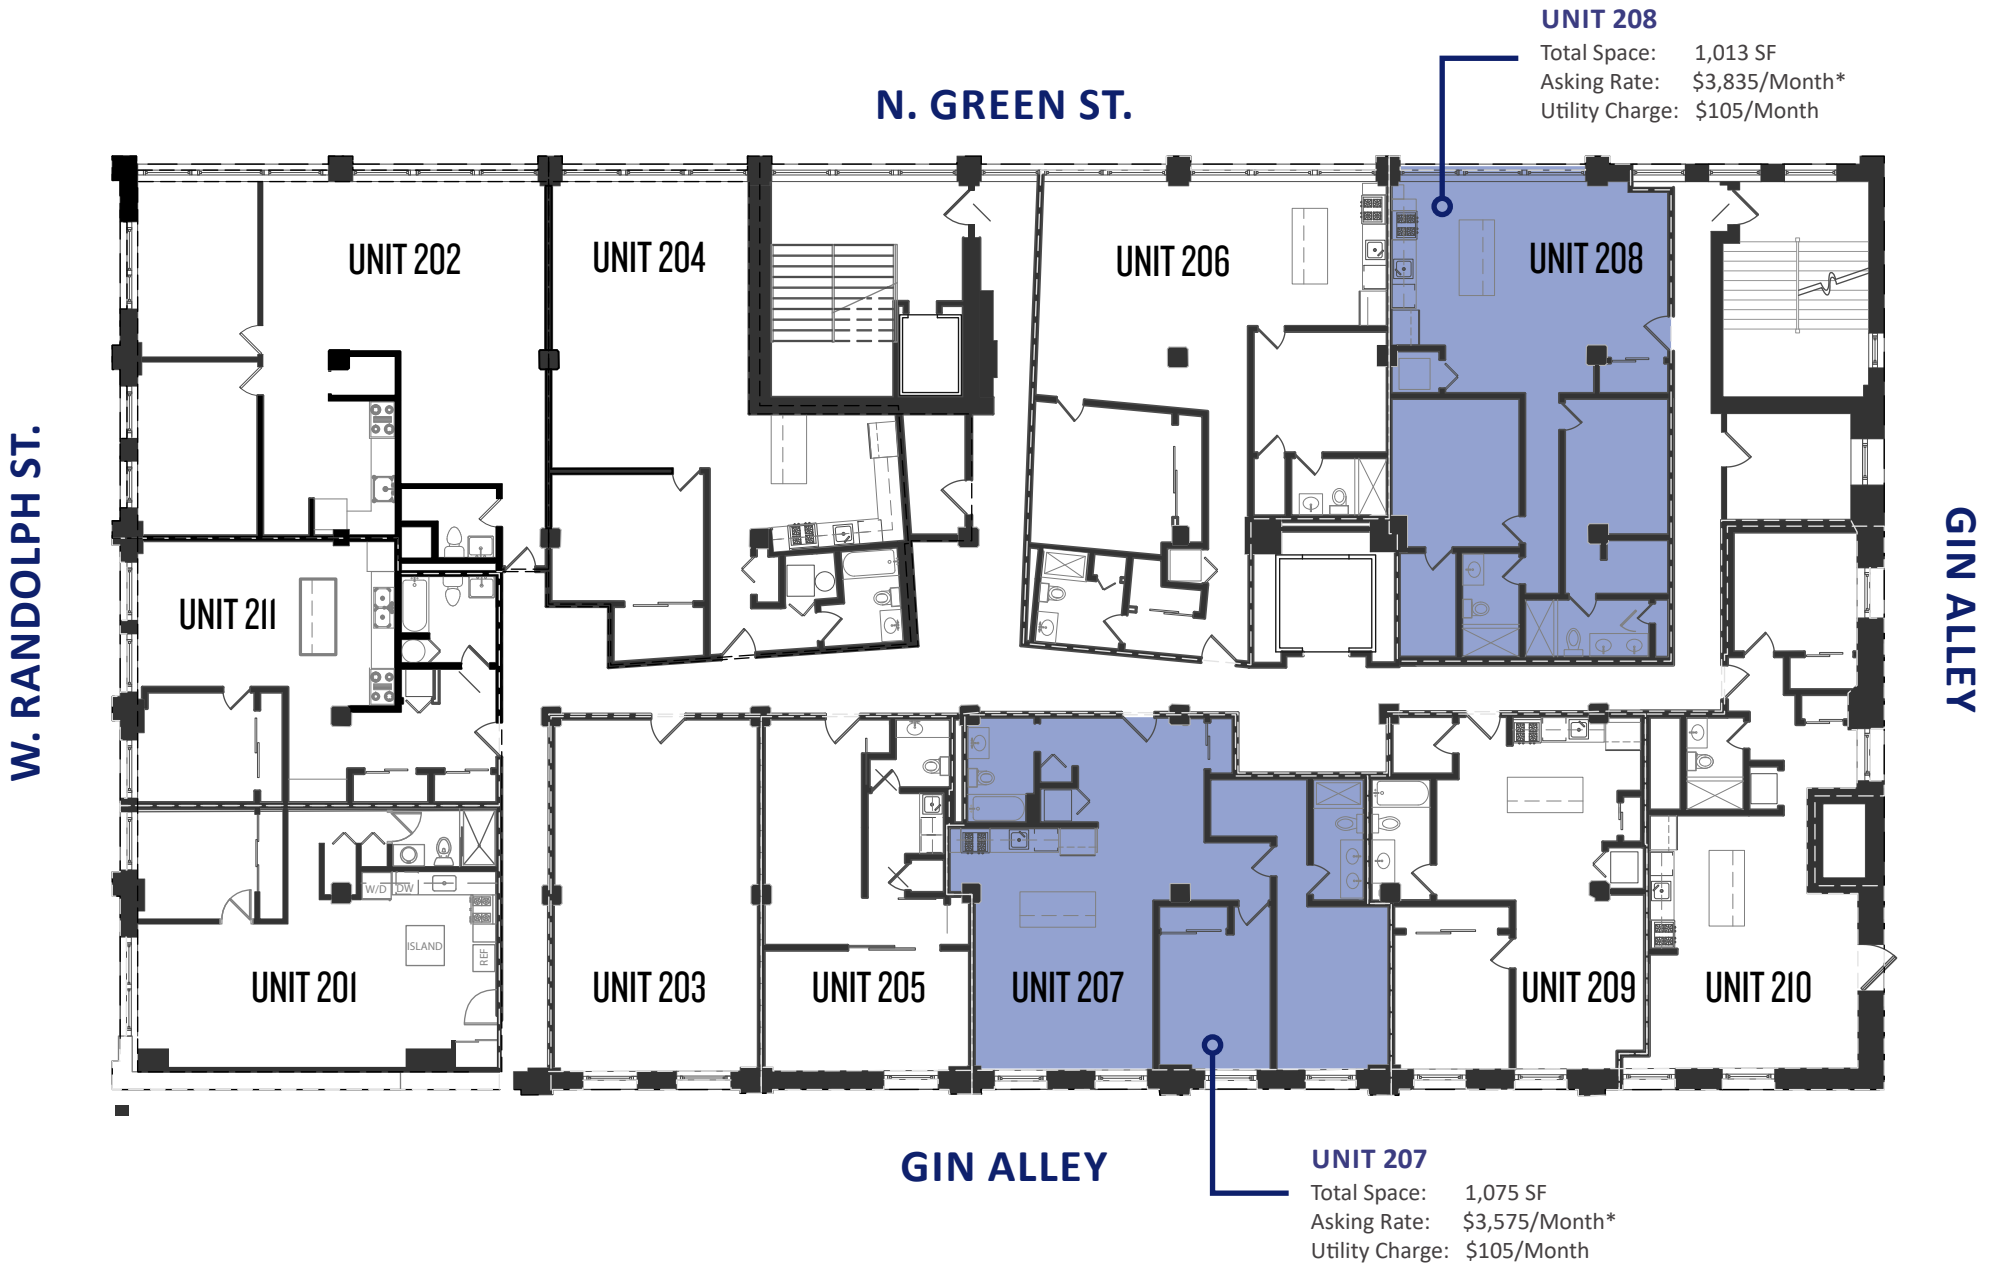 UNIT 208
Total Space: 1,013 SF
Asking Rate: $3,835/Month*
Utility Charge: $105/Month
N. GREEN ST.
UNIT 202
UNIT 204
UNIT 206
UNIT 208
W. RANDOLPH ST.
GIN ALLEY
UNIT 211
W/D
DW
ISLAND
REF
UNIT 201
UNIT 203
UNIT 205
UNIT 207
UNIT 209
UNIT 210
GIN ALLEY
UNIT 207
Total Space: 1,075 SF
Asking Rate: $3,575/Month*
Utility Charge: $105/Month